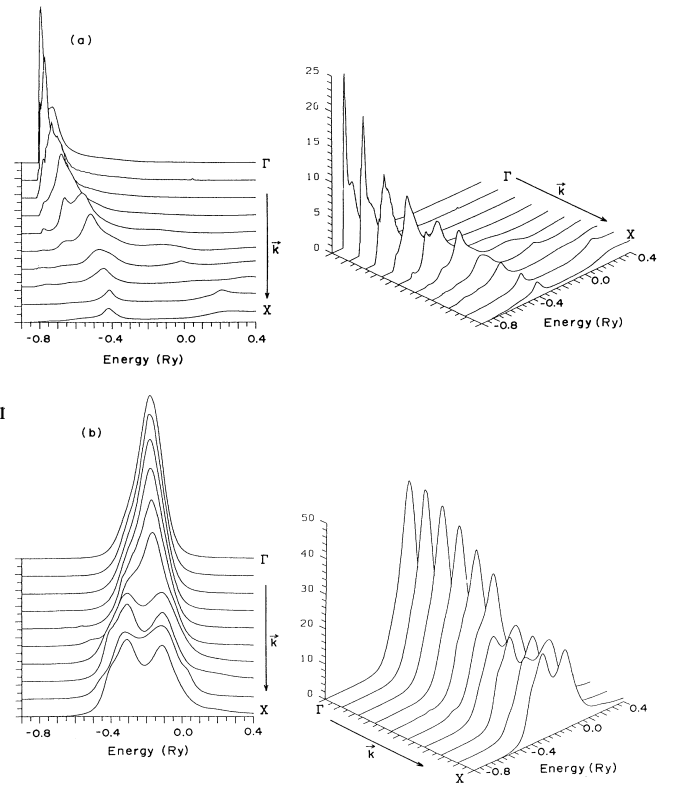 (a)
Γ
k
X
-0.8 -0.4 0.0 0.4
Energy (Ry)
25
20
15
10
5
0
Γ
k
X
0.4
0.0
-0.4
-0.8
Energy (Ry)
I
(b)
Γ
k
X
-0.8 -0.4 0.0 0.4
Energy (Ry)
50
40
30
20
10
0
Γ
k
X
0.4
0.0
-0.4
-0.8
Energy (Ry)